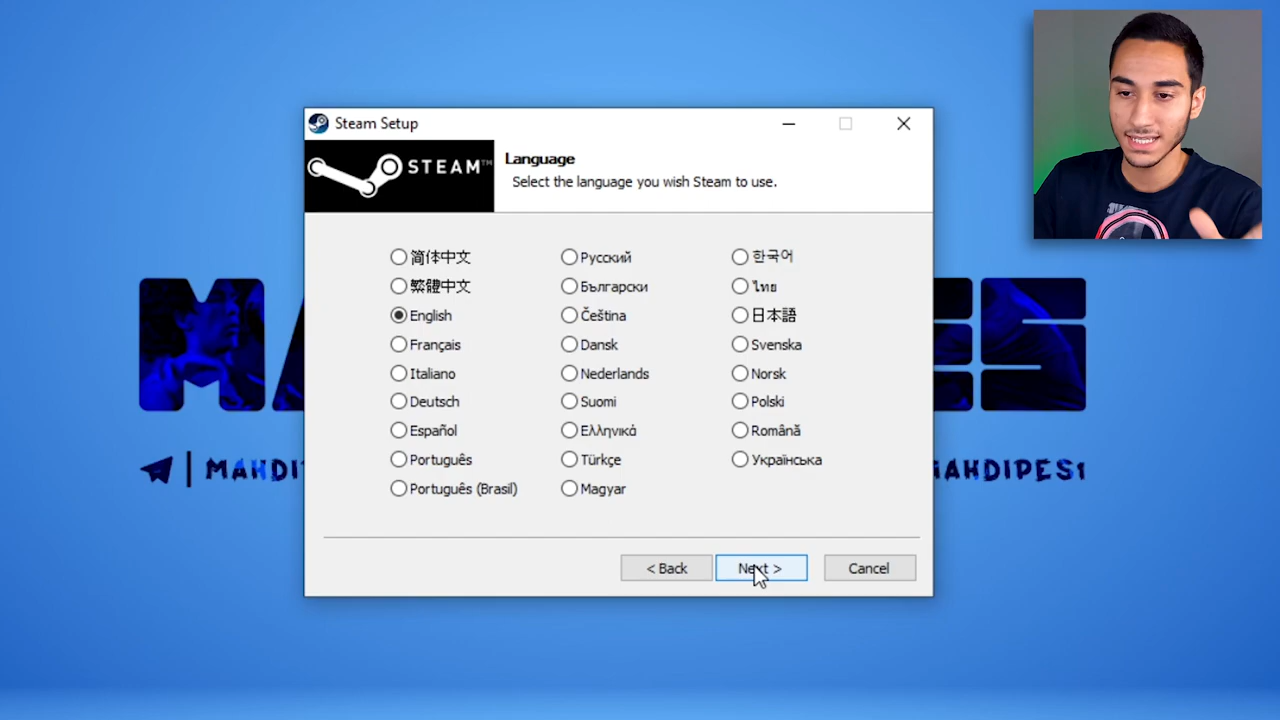 Steam Setup
STEAM™
Language
Select the language you wish Steam to use.
简体中文
繁體中文
English
Français
Italiano
Deutsch
Español
Português
Português (Brasil)
Русский
Български
Čeština
Dansk
Nederlands
Suomi
Ελληνικά
Türkçe
Magyar
한국어
ไทย
日本語
Svenska
Norsk
Polski
Română
Українська
< Back
Next >
Cancel